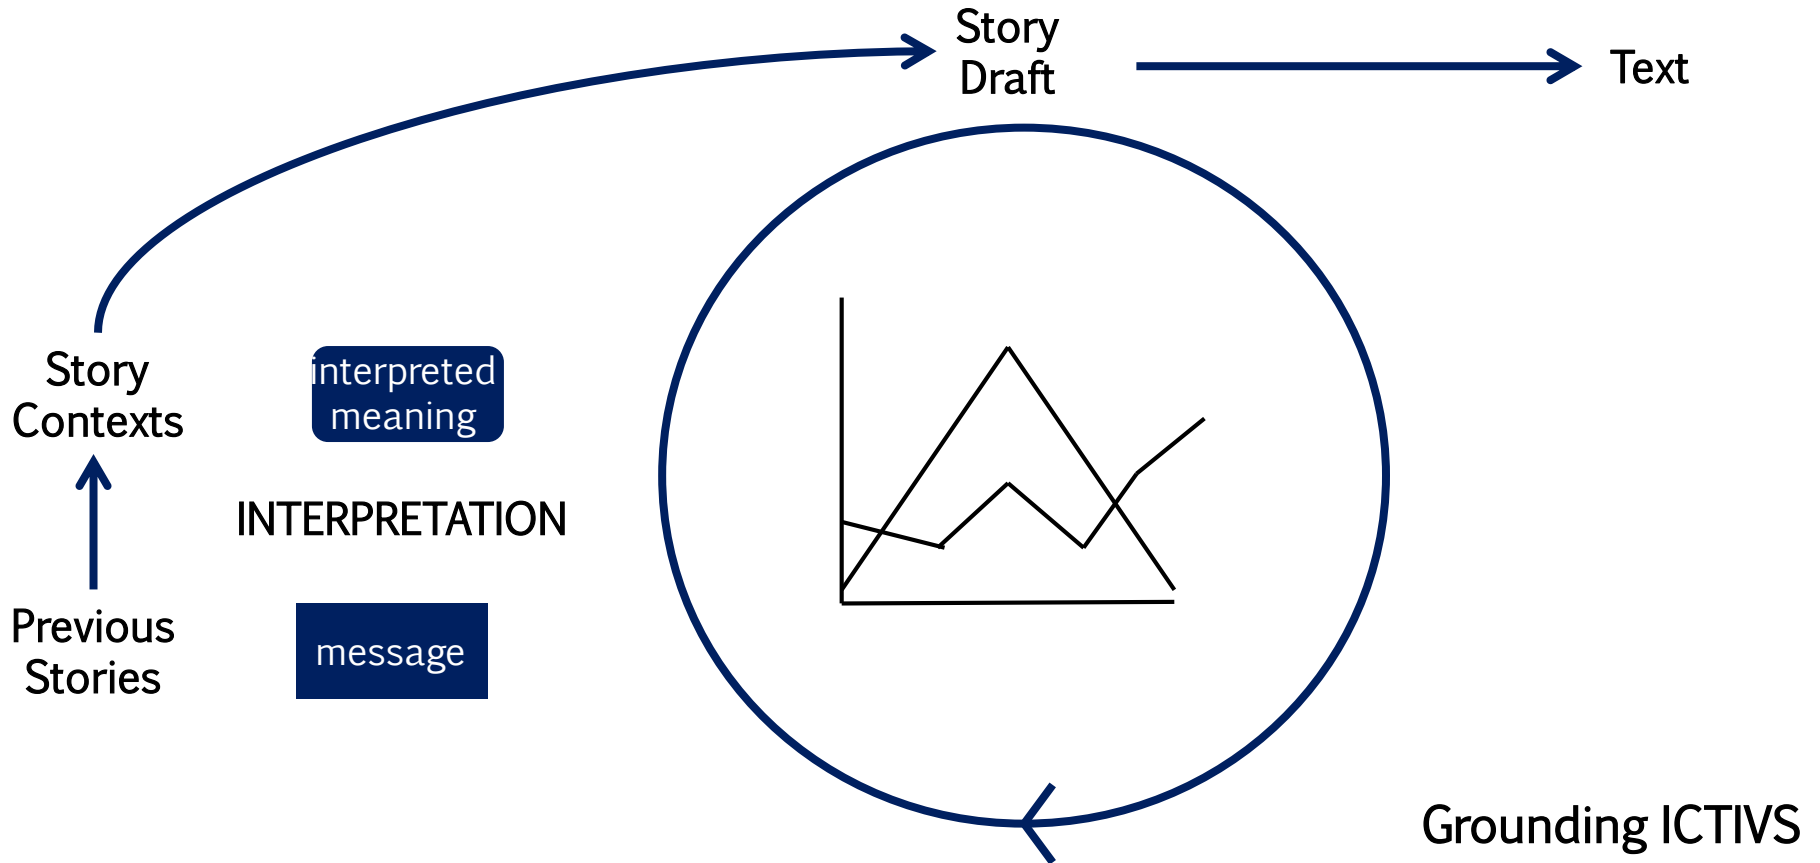 Story
Draft
Text
Story
Contexts
interpreted
meaning
INTERPRETATION
Previous
Stories
message
Grounding ICTIVS